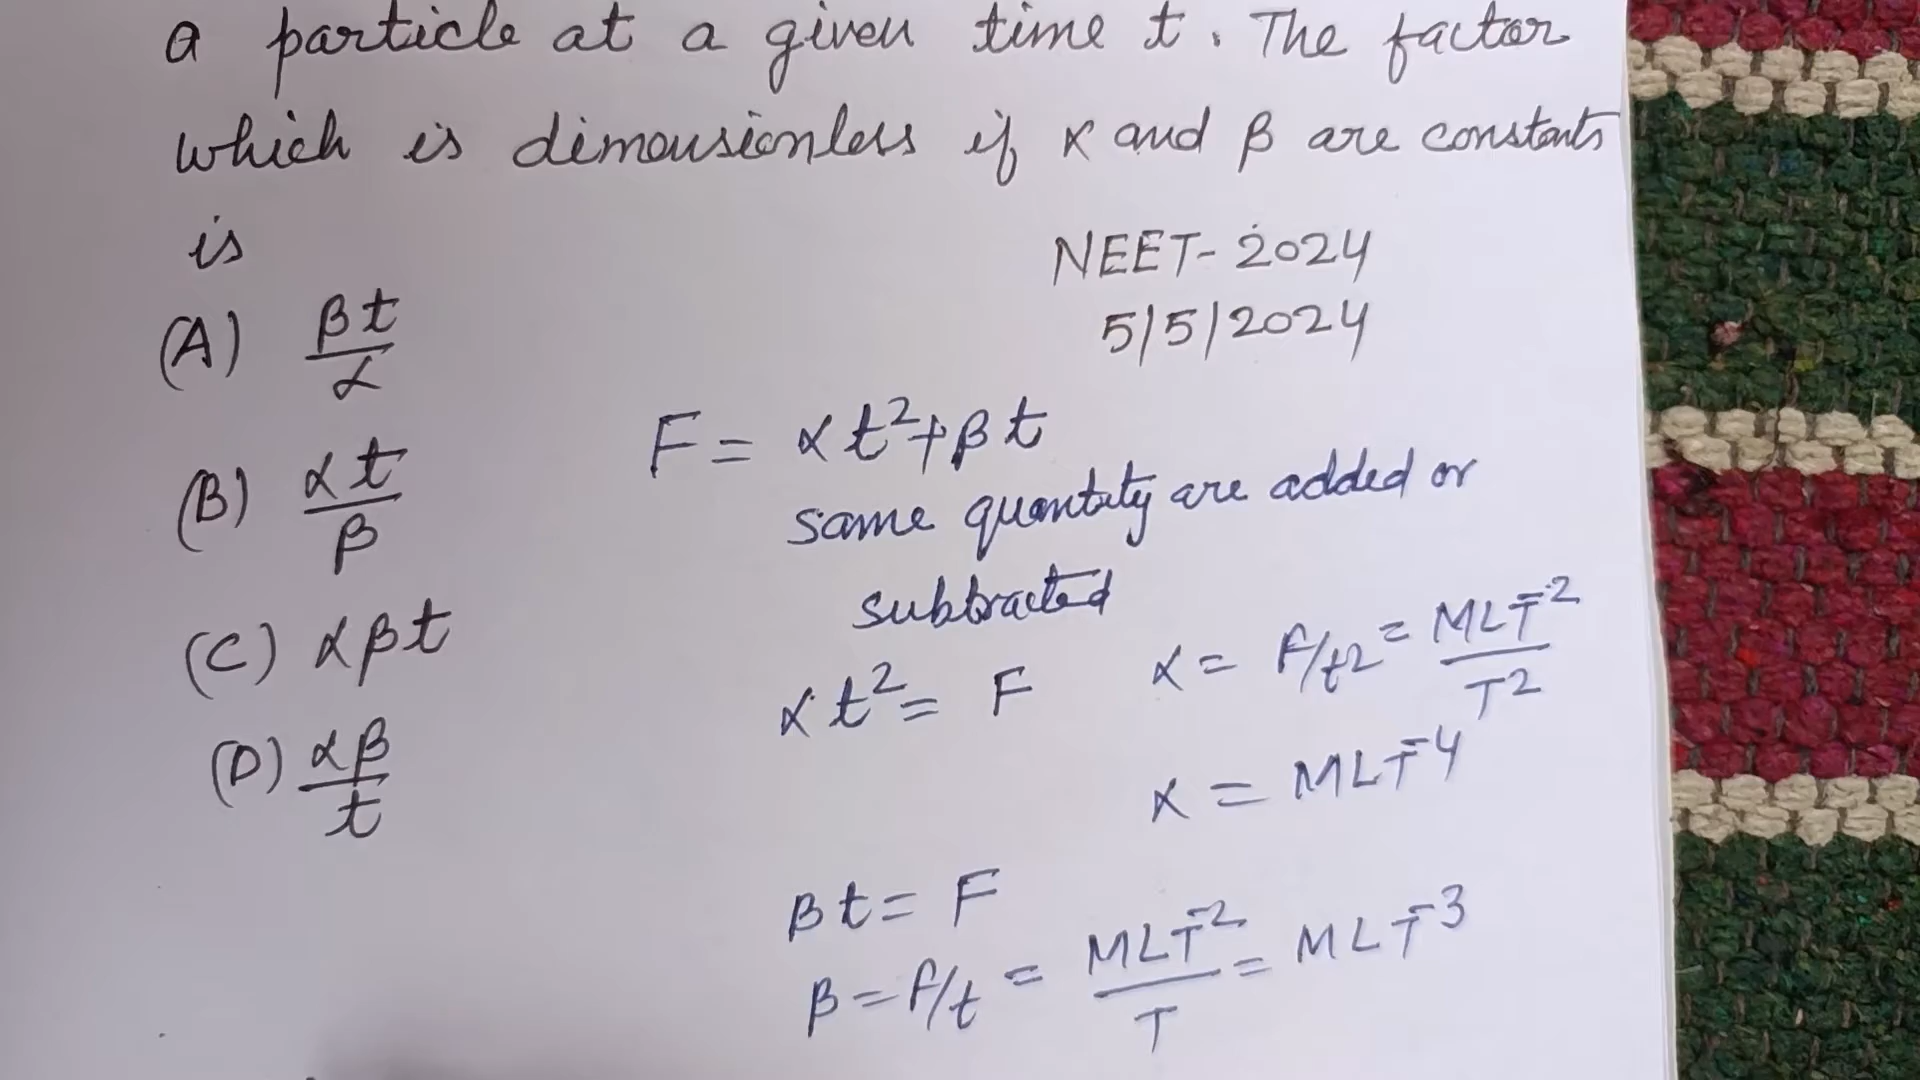 a particle at a given time t. The factor
which is dimensionless if α and β are constants
is
NEET-2024
5/5/2024
(A) βt/α
(B) αt/β
(C) αβt
(D) αβ/t
F = αt²+βt
same quantity are added or
subtracted
αt² = F
α = F/t2 = MLT⁻²/T²
α = MLT⁻⁴
βt = F
β = F/t = MLT⁻²/T = MLT⁻³